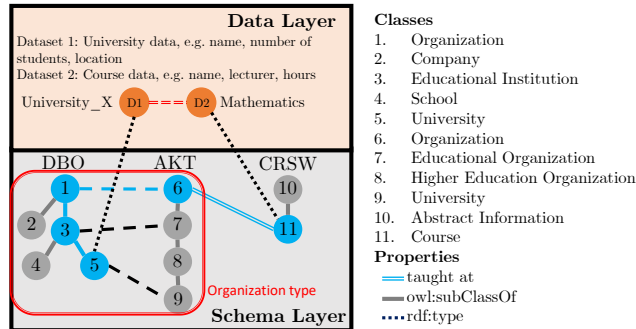 Data Layer
Dataset 1: University data, e.g. name, number of
students, location
Dataset 2: Course data, e.g. name, lecturer, hours
University_X D1 D2 Mathematics
DBO AKT CRSW
1 6 10
2 3 7 11
4 5 8
9
Organization type
Schema Layer
Classes
1. Organization
2. Company
3. Educational Institution
4. School
5. University
6. Organization
7. Educational Organization
8. Higher Education Organization
9. University
10. Abstract Information
11. Course
Properties
taught at
owl:subClassOf
rdf:type